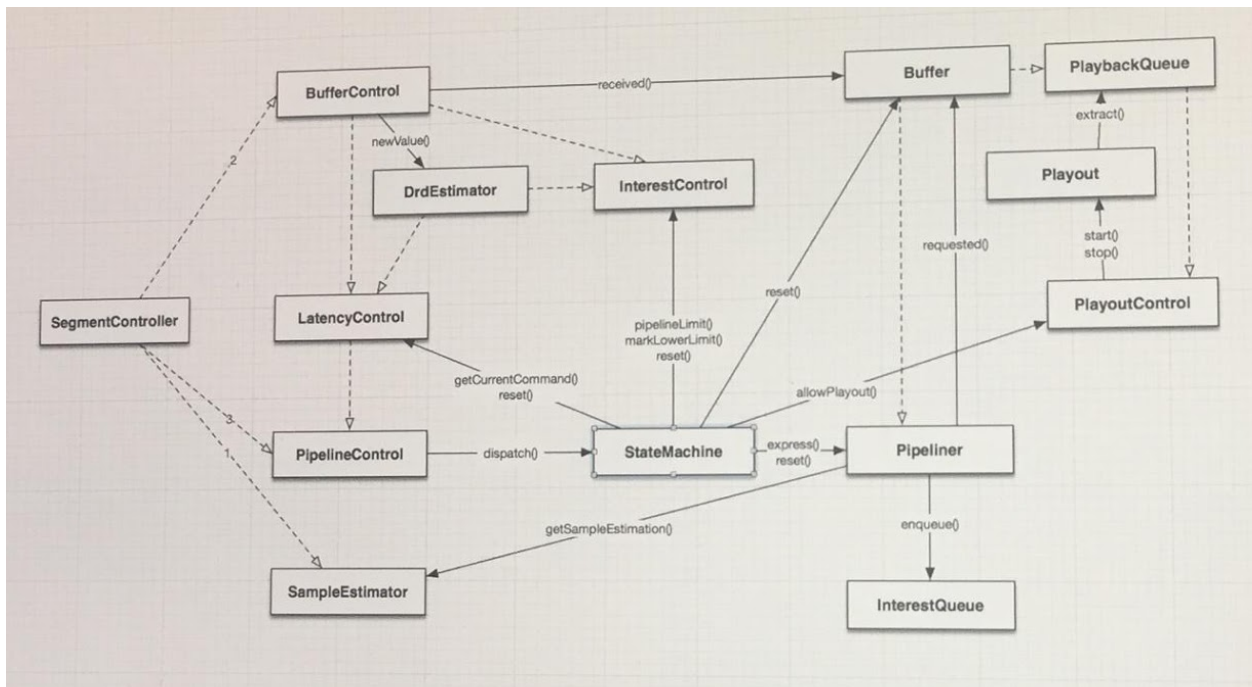 Buffer
PlaybackQueue
BufferControl
received()
extract()
2
newValue()
Playout
DrdEstimator
InterestControl
requested()
start()
stop()
reset()
SegmentController
LatencyControl
PlayoutControl
pipelineLimit()
markLowerLimit()
reset()
getCurrentCommand()
reset()
allowPlayout()
3
1
PipelineControl
dispatch()
StateMachine
express()
reset()
Pipeliner
getSampleEstimation()
enqueue()
SampleEstimator
InterestQueue